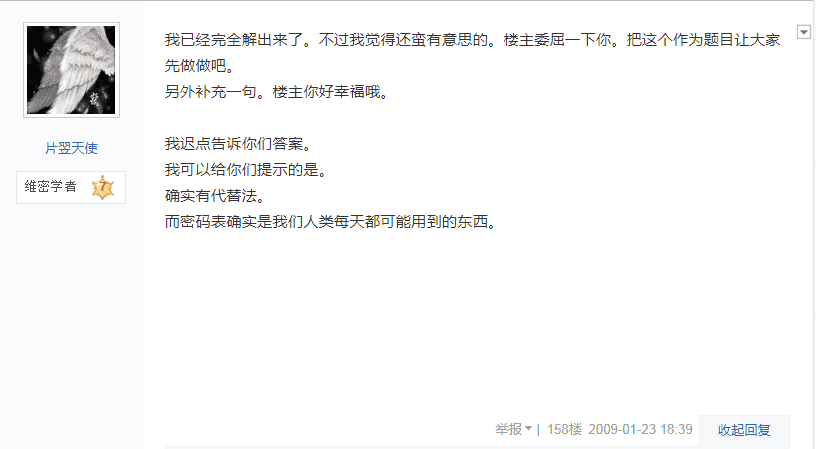 我已经完全解出来了。不过我觉得还蛮有意思的。楼主委屈一下你。把这个作为题目让大家
先做做吧。
另外补充一句。楼主你好幸福哦。
片翌天使
维密学者 7
我迟点告诉你们答案。
我可以给你们提示的是。
确实有代替法。
而密码表确实是我们人类每天都可能用到的东西。
举报 | 158楼 2009-01-23 18:39 收起回复